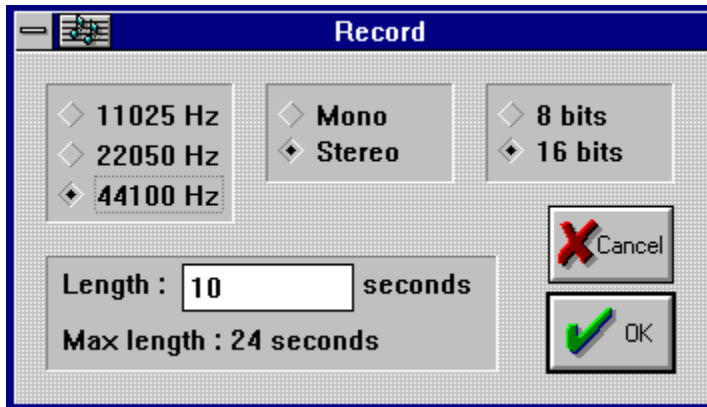 Record
11025 Hz
22050 Hz
44100 Hz
Mono
Stereo
8 bits
16 bits
Length : 10 seconds
Max length : 24 seconds
Cancel
OK